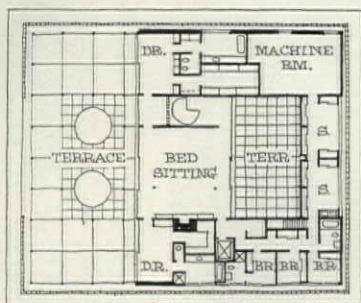 DR.
MACHINE
RM.
TERRACE
BED
SITTING
TERR
S.
S.
D.R.
BR.
BR.
BR.